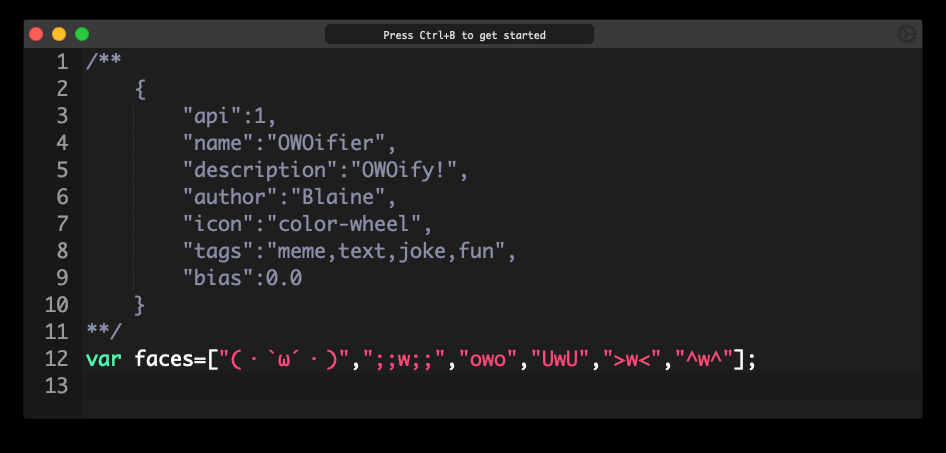 Press Ctrl+B to get started
1 /**
2 {
3 "api":1,
4 "name":"OWOifier",
5 "description":"OWOify!",
6 "author":"Blaine",
7 "icon":"color-wheel",
8 "tags":"meme,text,joke,fun",
9 "bias":0.0
10 }
11 **/
12 var faces=["(・`ω´・)",";;w;;","owo","UwU",">w<","^w^"];
13